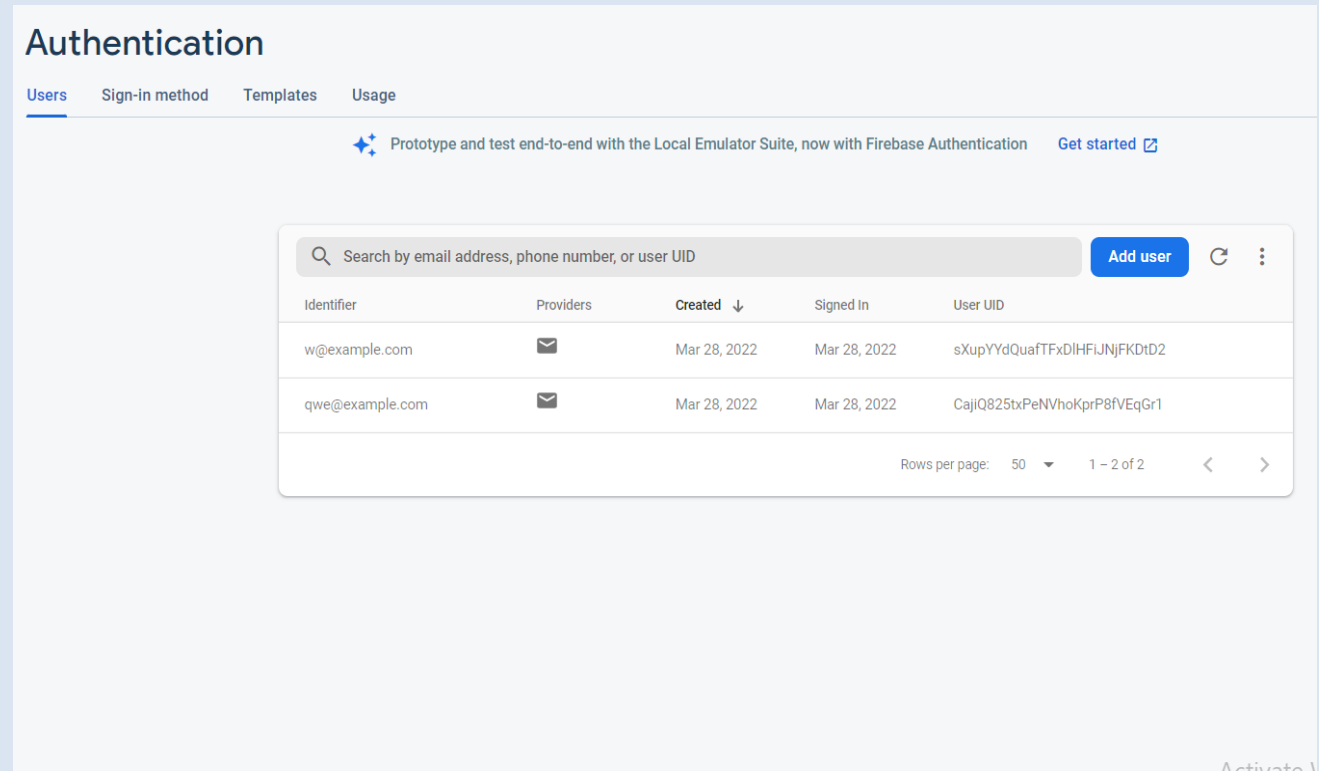 Authentication
Users Sign-in method Templates Usage
Prototype and test end-to-end with the Local Emulator Suite, now with Firebase Authentication Get started
Search by email address, phone number, or user UID Add user
Identifier Providers Created Signed In User UID
w@example.com Mar 28, 2022 Mar 28, 2022 sXupYYdQuafTFxDlHFiJNjFKDtD2
qwe@example.com Mar 28, 2022 Mar 28, 2022 CajiQ825txPeNVhoKprP8fVEqGr1
Rows per page: 50 1 – 2 of 2
Activate